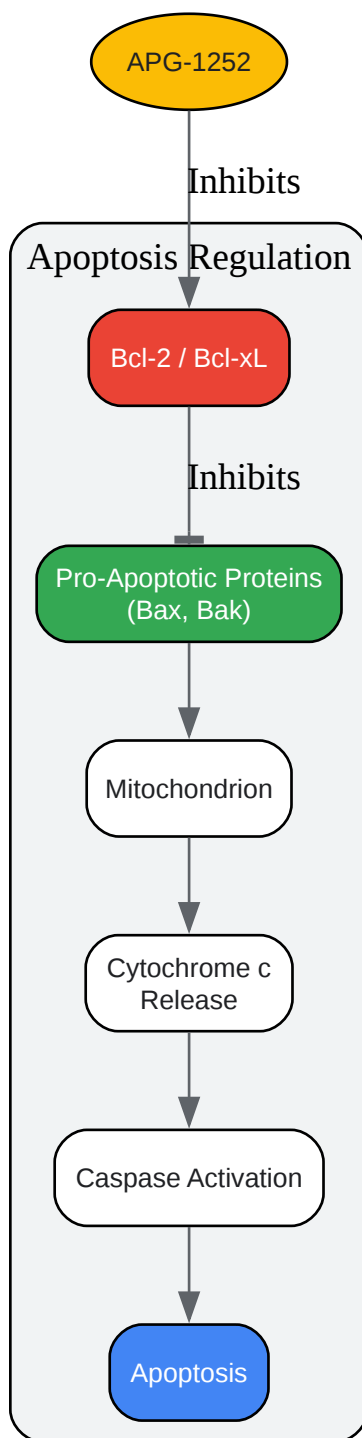 APG-1252
Inhibits
Apoptosis Regulation
Bcl-2 / Bcl-xL
Inhibits
Pro-Apoptotic Proteins
(Bax, Bak)
Mitochondrion
Cytochrome c
Release
Caspase Activation
Apoptosis